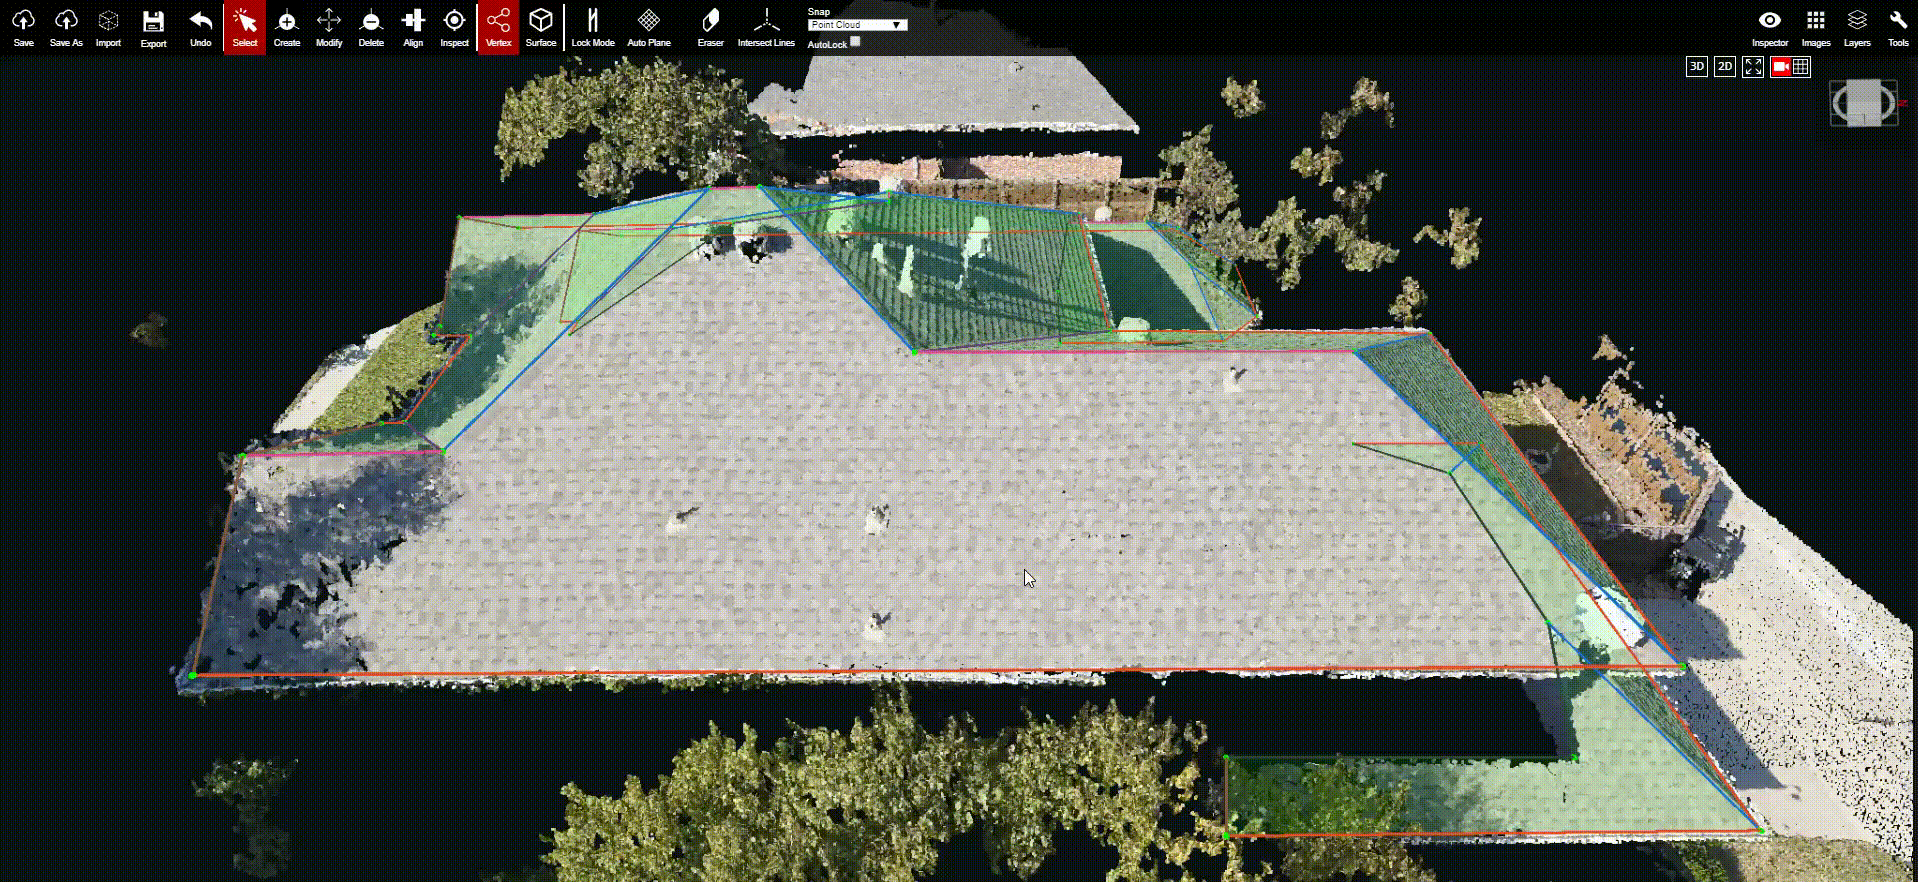 Save
Save As
Import
Export
Undo
Select
Create
Modify
Delete
Align
Inspect
Vertex
Surface
Lock Mode
Auto Plane
Eraser
Intersect Lines
Snap
Point Cloud
AutoLock
Inspector
Images
Layers
Tools
3D
2D